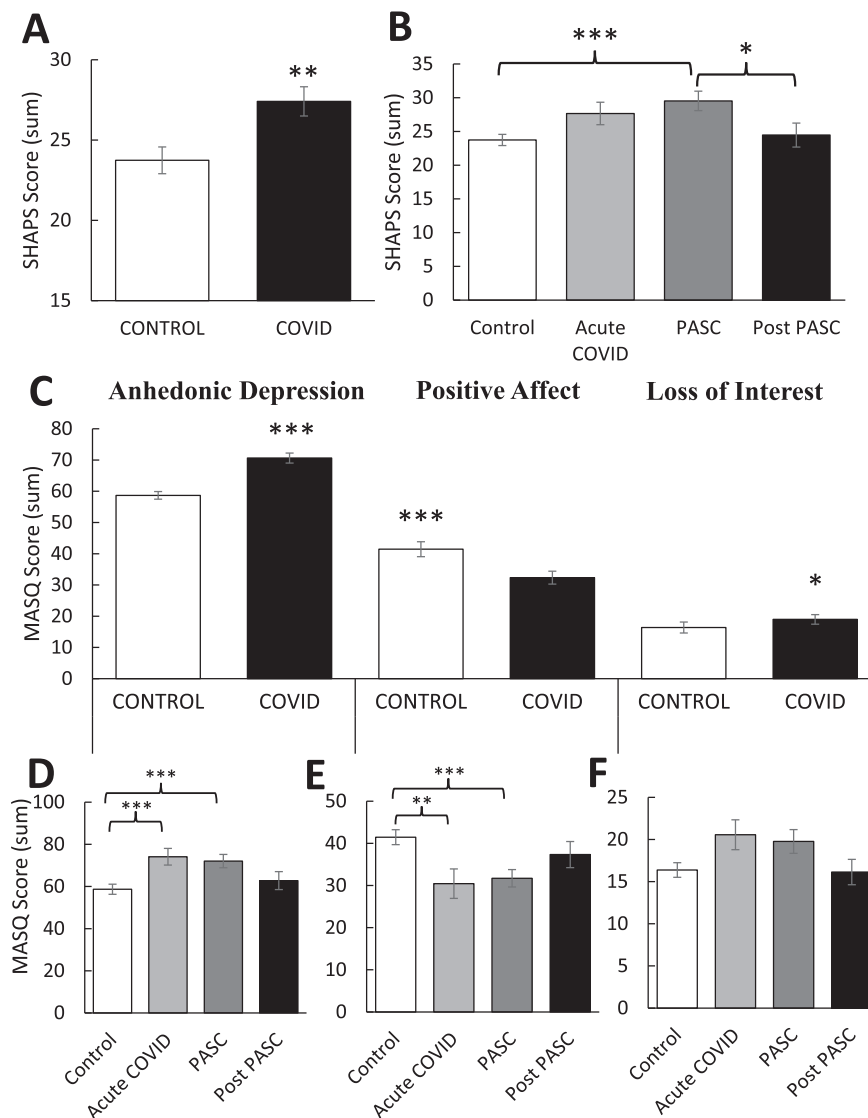 A
SHAPS Score (sum)
30
25
20
15
**
CONTROL COVID
B
SHAPS Score (sum)
35
30
25
20
15
10
5
0
*** *
Control Acute COVID PASC Post PASC
C
Anhedonic Depression Positive Affect Loss of Interest
MASQ Score (sum)
80
70
60
50
40
30
20
10
0
*** *** *
CONTROL COVID CONTROL COVID CONTROL COVID
D
MASQ Score (sum)
100
80
60
40
20
0
***
***
Control Acute COVID PASC Post PASC
E
50
40
30
20
10
0
***
**
Control Acute COVID PASC Post PASC
F
25
20
15
10
5
0
Control Acute COVID PASC Post PASC